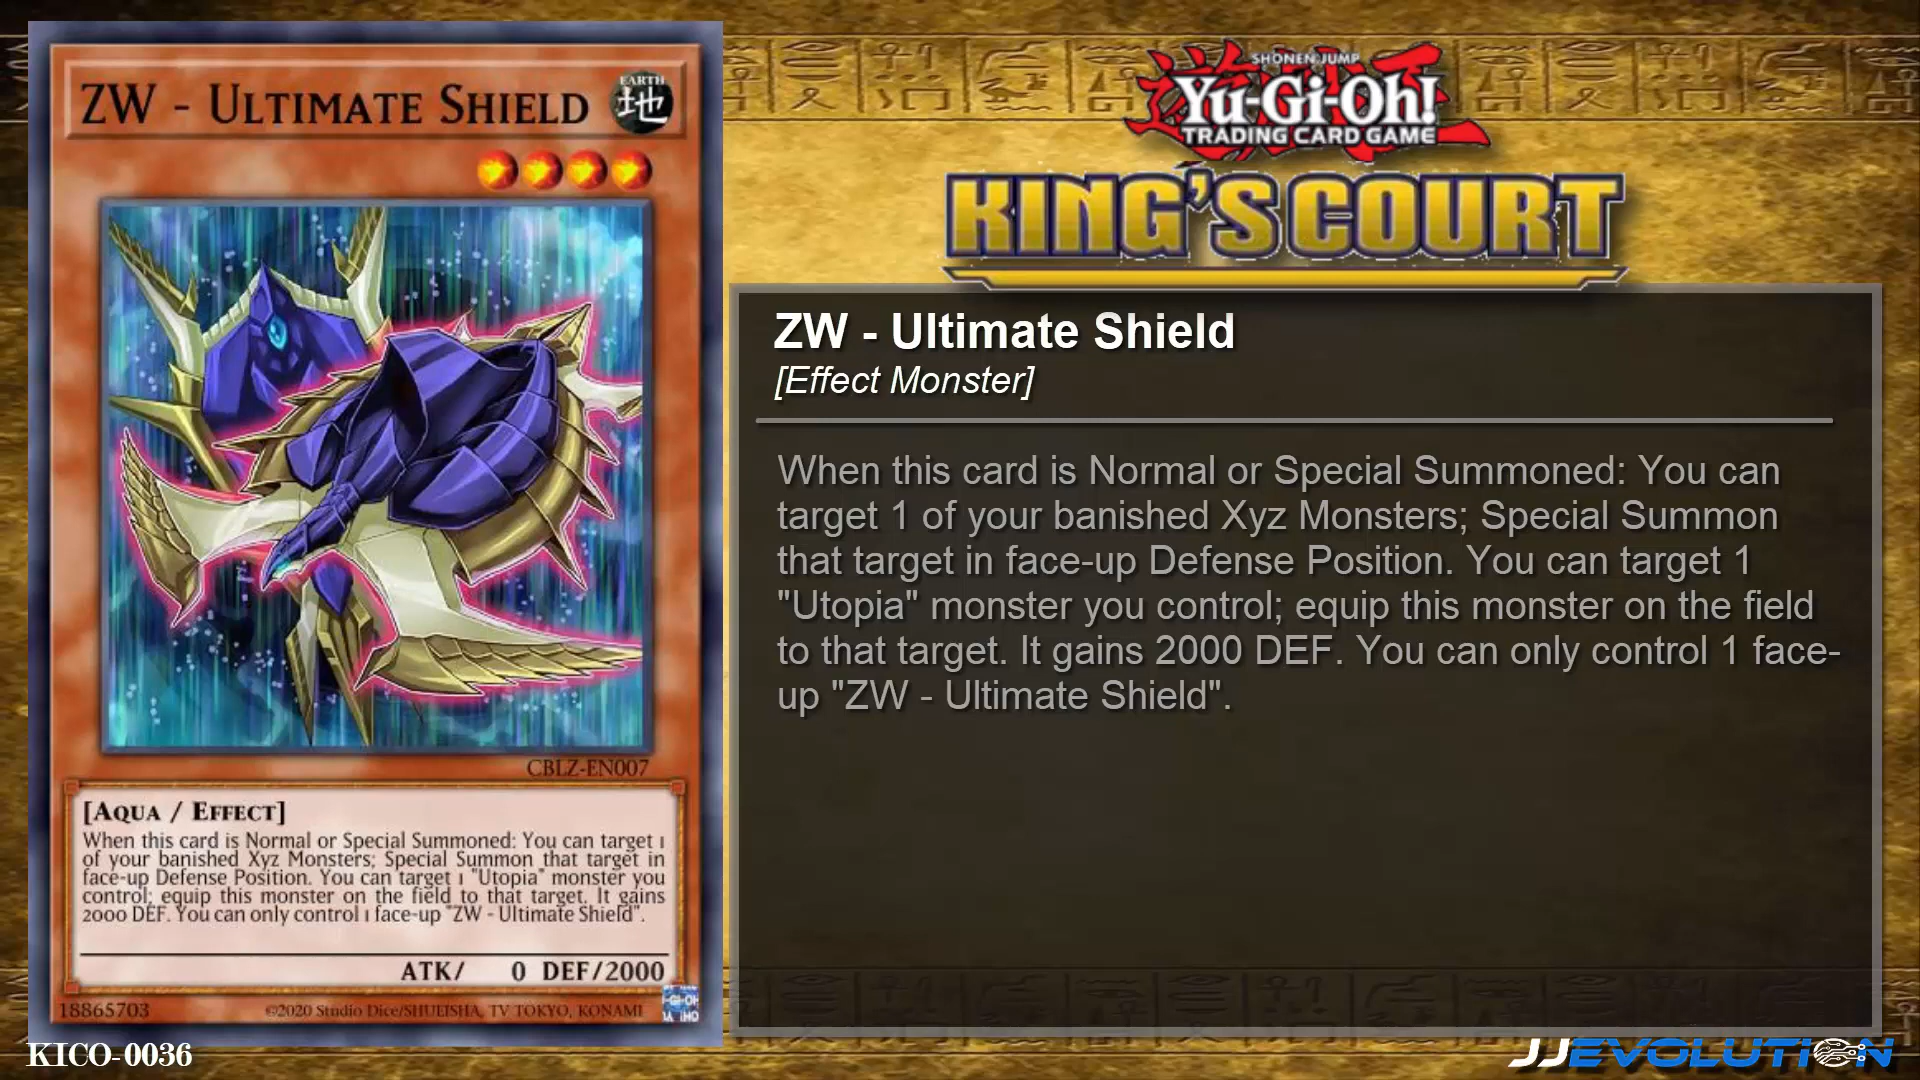 ZW - ULTIMATE SHIELD
EARTH
地
CBLZ-EN007
[AQUA / EFFECT]
When this card is Normal or Special Summoned: You can target 1
of your banished Xyz Monsters; Special Summon that target in
face-up Defense Position. You can target 1 "Utopia" monster you
control; equip this monster on the field to that target. It gains
2000 DEF. You can only control 1 face-up "ZW - Ultimate Shield".
ATK/ 0 DEF/2000
18865703
©2020 Studio Dice/SHUEISHA, TV TOKYO, KONAMI
KICO-0036
SHONEN JUMP
Yu-Gi-Oh!
TRADING CARD GAME
KING'S COURT
ZW - Ultimate Shield
[Effect Monster]
When this card is Normal or Special Summoned: You can
target 1 of your banished Xyz Monsters; Special Summon
that target in face-up Defense Position. You can target 1
"Utopia" monster you control; equip this monster on the field
to that target. It gains 2000 DEF. You can only control 1 face-
up "ZW - Ultimate Shield".
JJEVOLUTION